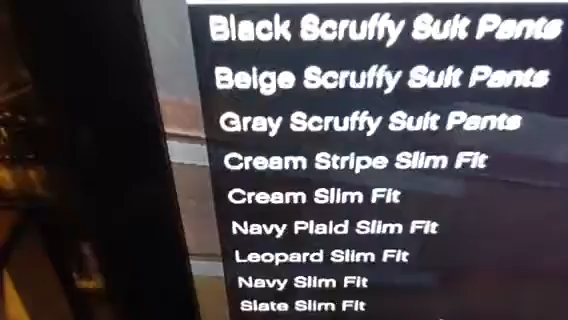 Black Scruffy Suit Pants
Beige Scruffy Suit Pants
Gray Scruffy Suit Pants
Cream Stripe Slim Fit
Cream Slim Fit
Navy Plaid Slim Fit
Leopard Slim Fit
Navy Slim Fit
Slate Slim Fit